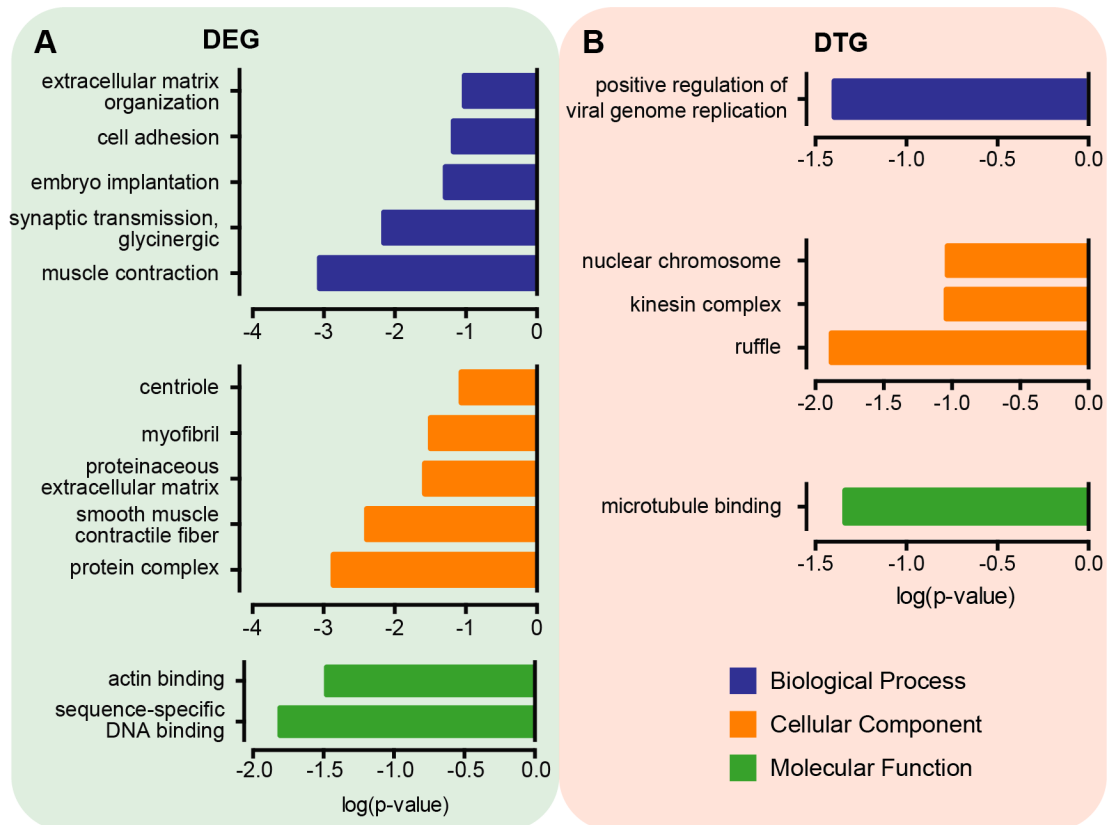 A
DEG
extracellular matrix
organization
cell adhesion
embryo implantation
synaptic transmission,
glycinergic
muscle contraction
-4 -3 -2 -1 0
centriole
myofibril
proteinaceous
extracellular matrix
smooth muscle
contractile fiber
protein complex
-4 -3 -2 -1 0
actin binding
sequence-specific
DNA binding
-2.0 -1.5 -1.0 -0.5 0.0
log(p-value)
B
DTG
positive regulation of
viral genome replication
-1.5 -1.0 -0.5 0.0
nuclear chromosome
kinesin complex
ruffle
-2.0 -1.5 -1.0 -0.5 0.0
microtubule binding
-1.5 -1.0 -0.5 0.0
log(p-value)
Biological Process
Cellular Component
Molecular Function